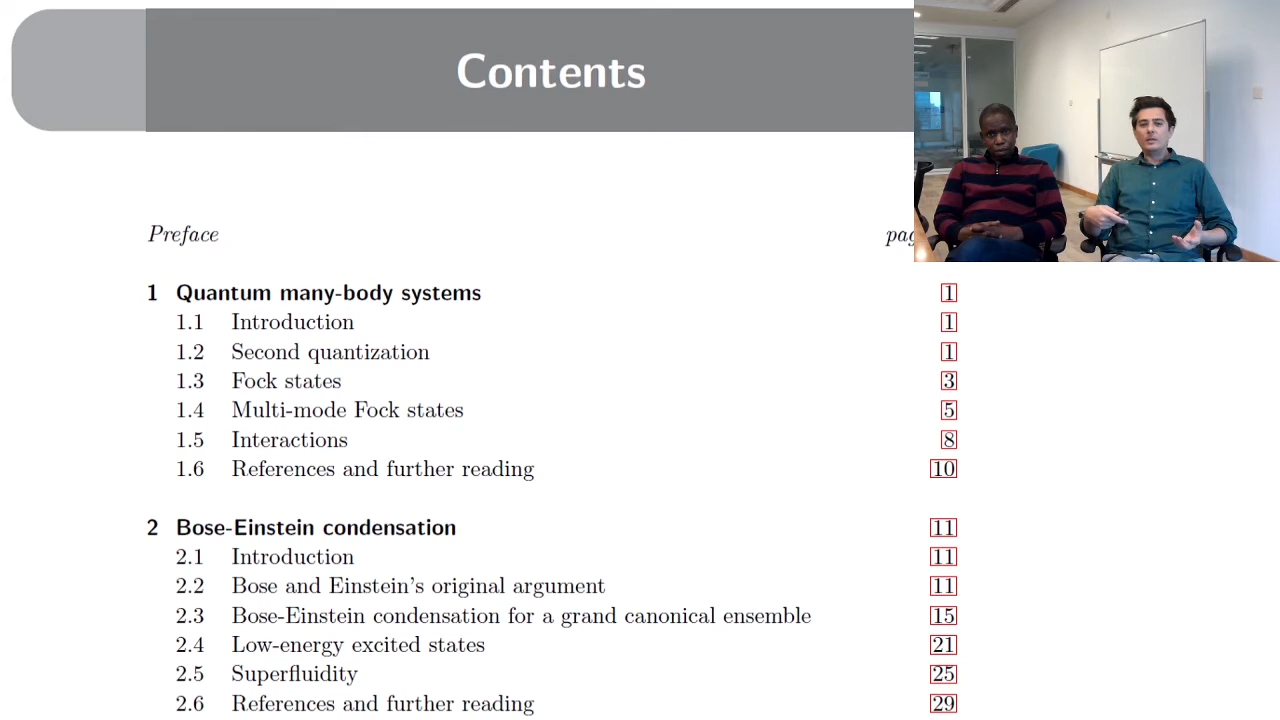 Contents
Preface
1 Quantum many-body systems 1
1.1 Introduction 1
1.2 Second quantization 1
1.3 Fock states 3
1.4 Multi-mode Fock states 5
1.5 Interactions 8
1.6 References and further reading 10
2 Bose-Einstein condensation 11
2.1 Introduction 11
2.2 Bose and Einstein's original argument 11
2.3 Bose-Einstein condensation for a grand canonical ensemble 15
2.4 Low-energy excited states 21
2.5 Superfluidity 25
2.6 References and further reading 29